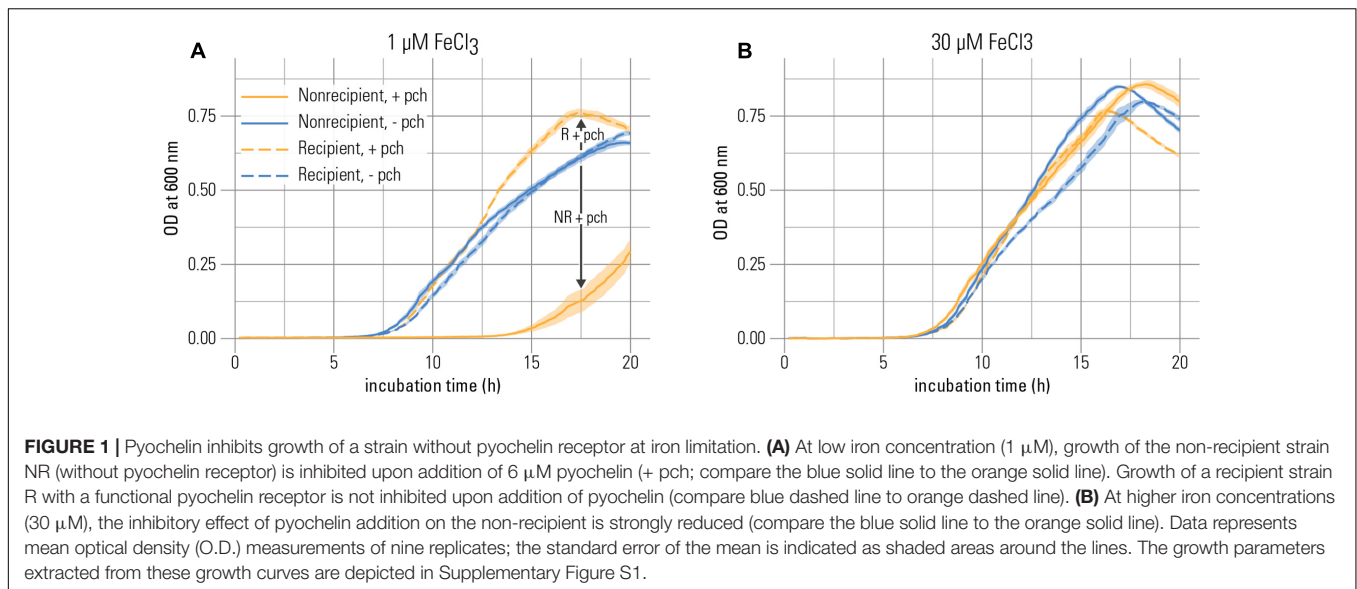 A
1 µM FeCl3
B
30 µM FeCl3
Nonrecipient, + pch
Nonrecipient, - pch
Recipient, + pch
Recipient, - pch
R + pch
NR + pch
OD at 600 nm
0.75
0.50
0.25
0.00
0 5 10 15 20
incubation time (h)
OD at 600 nm
0.75
0.50
0.25
0.00
0 5 10 15 20
incubation time (h)
FIGURE 1 | Pyochelin inhibits growth of a strain without pyochelin receptor at iron limitation. (A) At low iron concentration (1 µM), growth of the non-recipient strain
NR (without pyochelin receptor) is inhibited upon addition of 6 µM pyochelin (+ pch; compare the blue solid line to the orange solid line). Growth of a recipient strain
R with a functional pyochelin receptor is not inhibited upon addition of pyochelin (compare blue dashed line to orange dashed line). (B) At higher iron concentrations
(30 µM), the inhibitory effect of pyochelin addition on the non-recipient is strongly reduced (compare the blue solid line to the orange solid line). Data represents
mean optical density (O.D.) measurements of nine replicates; the standard error of the mean is indicated as shaded areas around the lines. The growth parameters
extracted from these growth curves are depicted in Supplementary Figure S1.